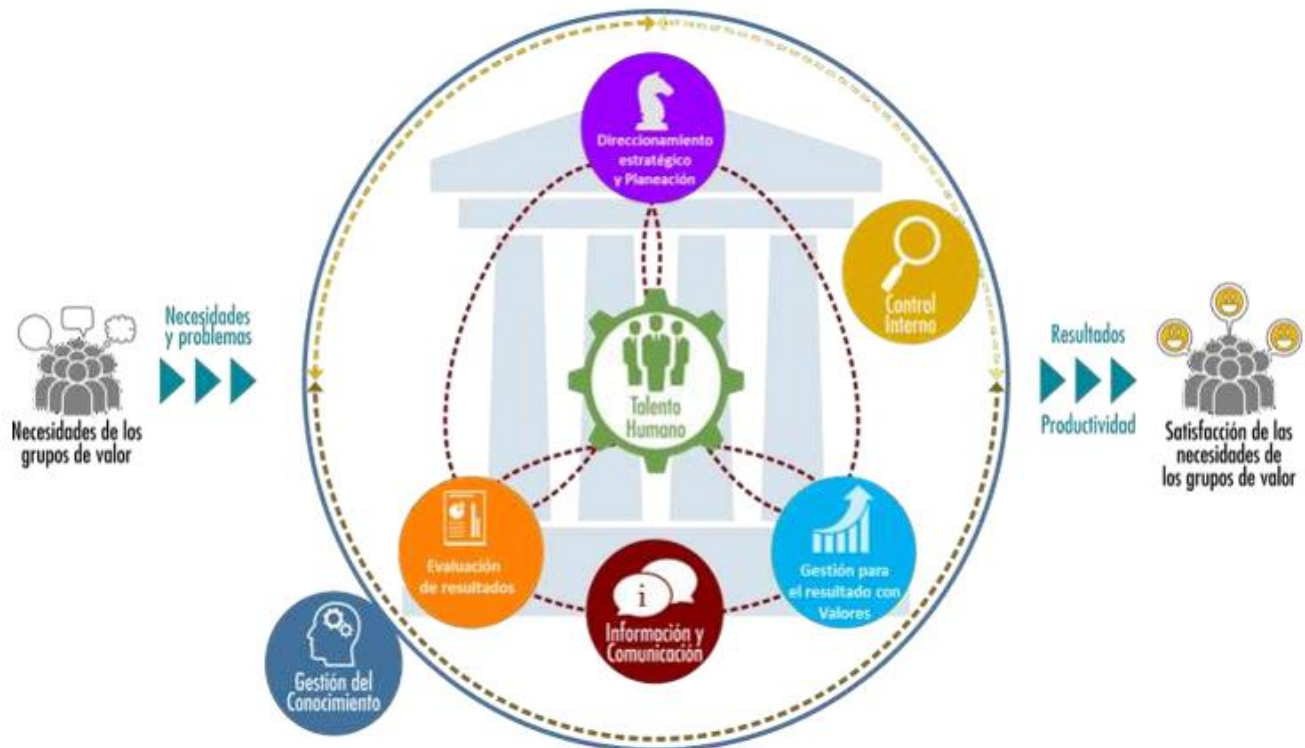 Direccionamiento
estratégico
y Planeación
Control
Interno
Necesidades
y problemas
Necesidades de los
grupos de valor
Talento
Humano
Resultados
Productividad
Satisfacción de las
necesidades de
los grupos de valor
Evaluación
de resultados
i
Información y
Comunicación
Gestión para
el resultado con
Valores
Gestión del
Conocimiento